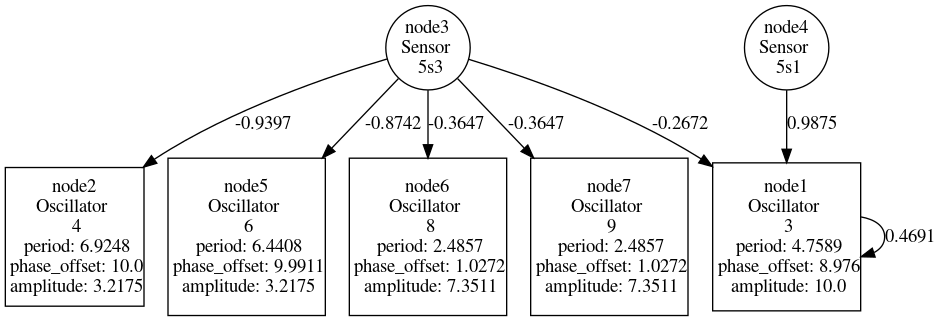 node3
Sensor
5s3
node4
Sensor
5s1
-0.9397
-0.8742
-0.3647
-0.3647
-0.2672
0.9875
node2
Oscillator
4
period: 6.9248
phase_offset: 10.0
amplitude: 3.2175
node5
Oscillator
6
period: 6.4408
phase_offset: 9.9911
amplitude: 3.2175
node6
Oscillator
8
period: 2.4857
phase_offset: 1.0272
amplitude: 7.3511
node7
Oscillator
9
period: 2.4857
phase_offset: 1.0272
amplitude: 7.3511
node1
Oscillator
3
period: 4.7589
phase_offset: 8.976
amplitude: 10.0
0.4691